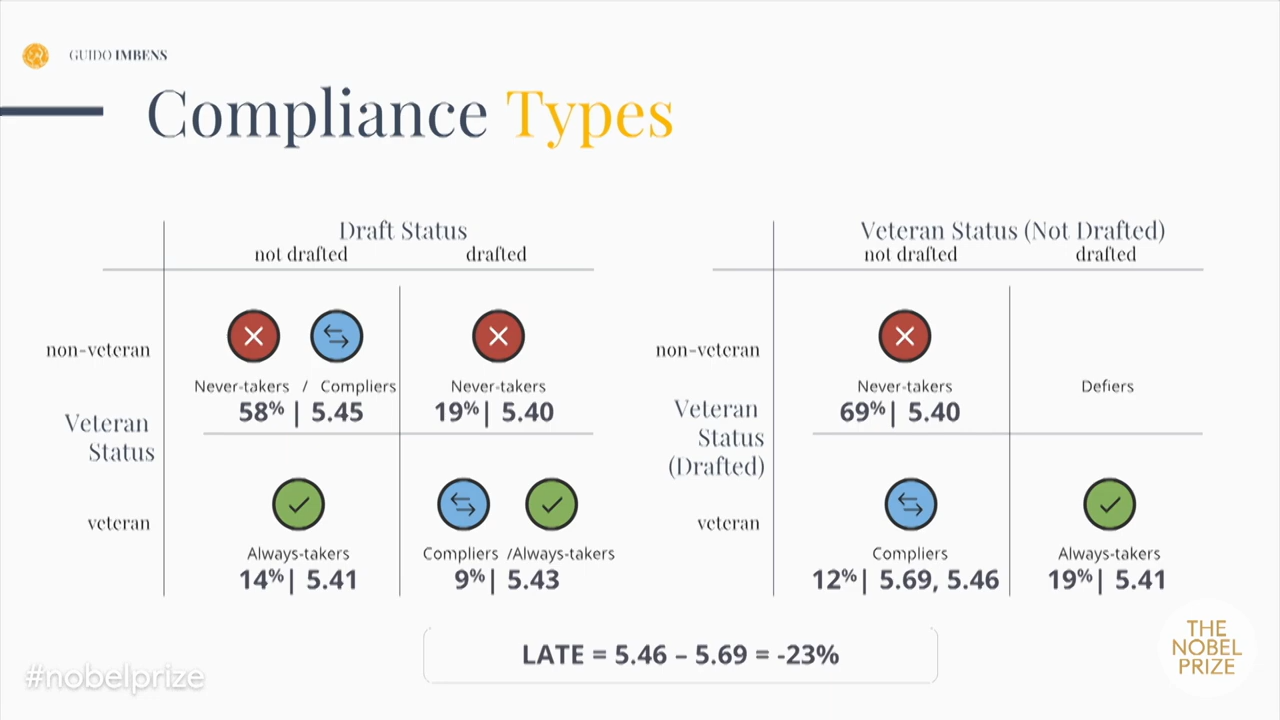 GUIDO IMBENS
Compliance Types
Draft Status
not drafted drafted
non-veteran
Never-takers / Compliers Never-takers
58% | 5.45 19% | 5.40
Veteran
Status
veteran
Always-takers Compliers /Always-takers
14% | 5.41 9% | 5.43
Veteran Status (Not Drafted)
not drafted drafted
non-veteran
Never-takers Defiers
69% | 5.40
Veteran
Status
(Drafted)
veteran
Compliers Always-takers
12% | 5.69, 5.46 19% | 5.41
LATE = 5.46 – 5.69 = -23%
#nobelprize
THE
NOBEL
PRIZE